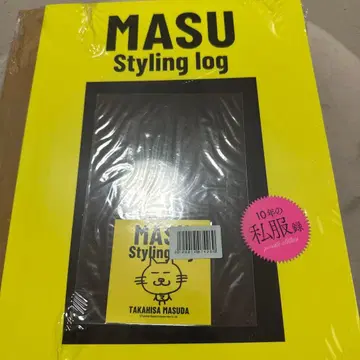 MASU
Styling log
10年の
私服録
MASU
Styling log
TAKAHISA MASUDA